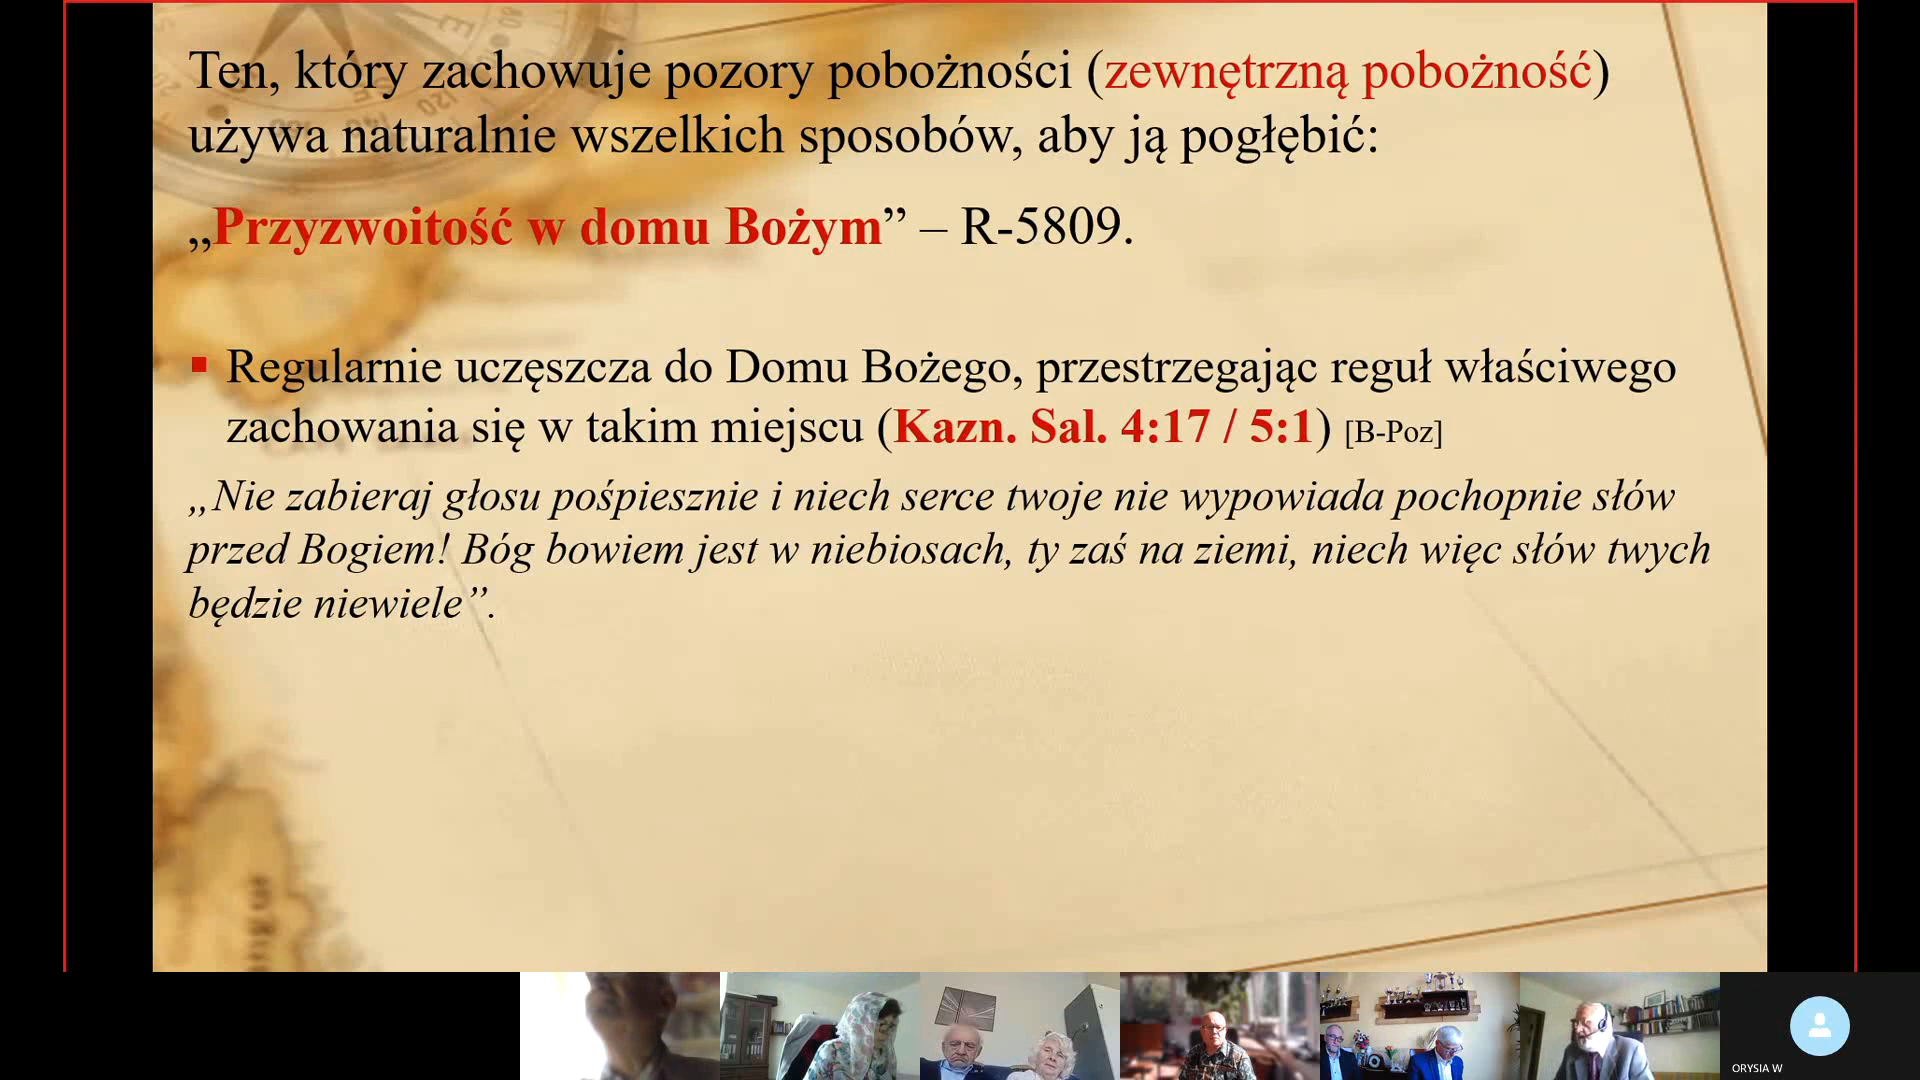 Ten, który zachowuje pozory pobożności (zewnętrzną pobożność)
używa naturalnie wszelkich sposobów, aby ją pogłębić:
„Przyzwoitość w domu Bożym” – R-5809.
▪ Regularnie uczęszcza do Domu Bożego, przestrzegając reguł właściwego
zachowania się w takim miejscu (Kazn. Sal. 4:17 / 5:1) [B-Poz]
„Nie zabieraj głosu pośpiesznie i niech serce twoje nie wypowiada pochopnie słów
przed Bogiem! Bóg bowiem jest w niebiosach, ty zaś na ziemi, niech więc słów twych
będzie niewiele”.
ORYSIA W